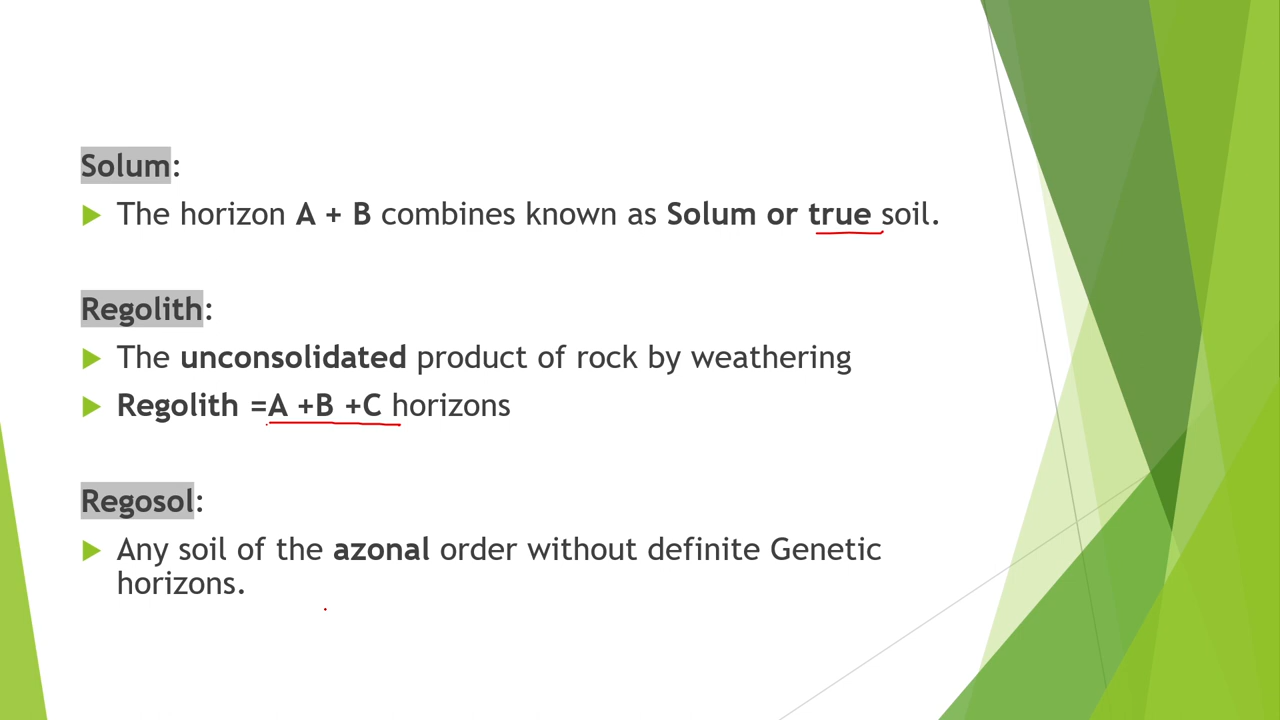 Solum:
The horizon A + B combines known as Solum or true soil.
Regolith:
The unconsolidated product of rock by weathering
Regolith =A +B +C horizons
Regosol:
Any soil of the azonal order without definite Genetic
horizons.